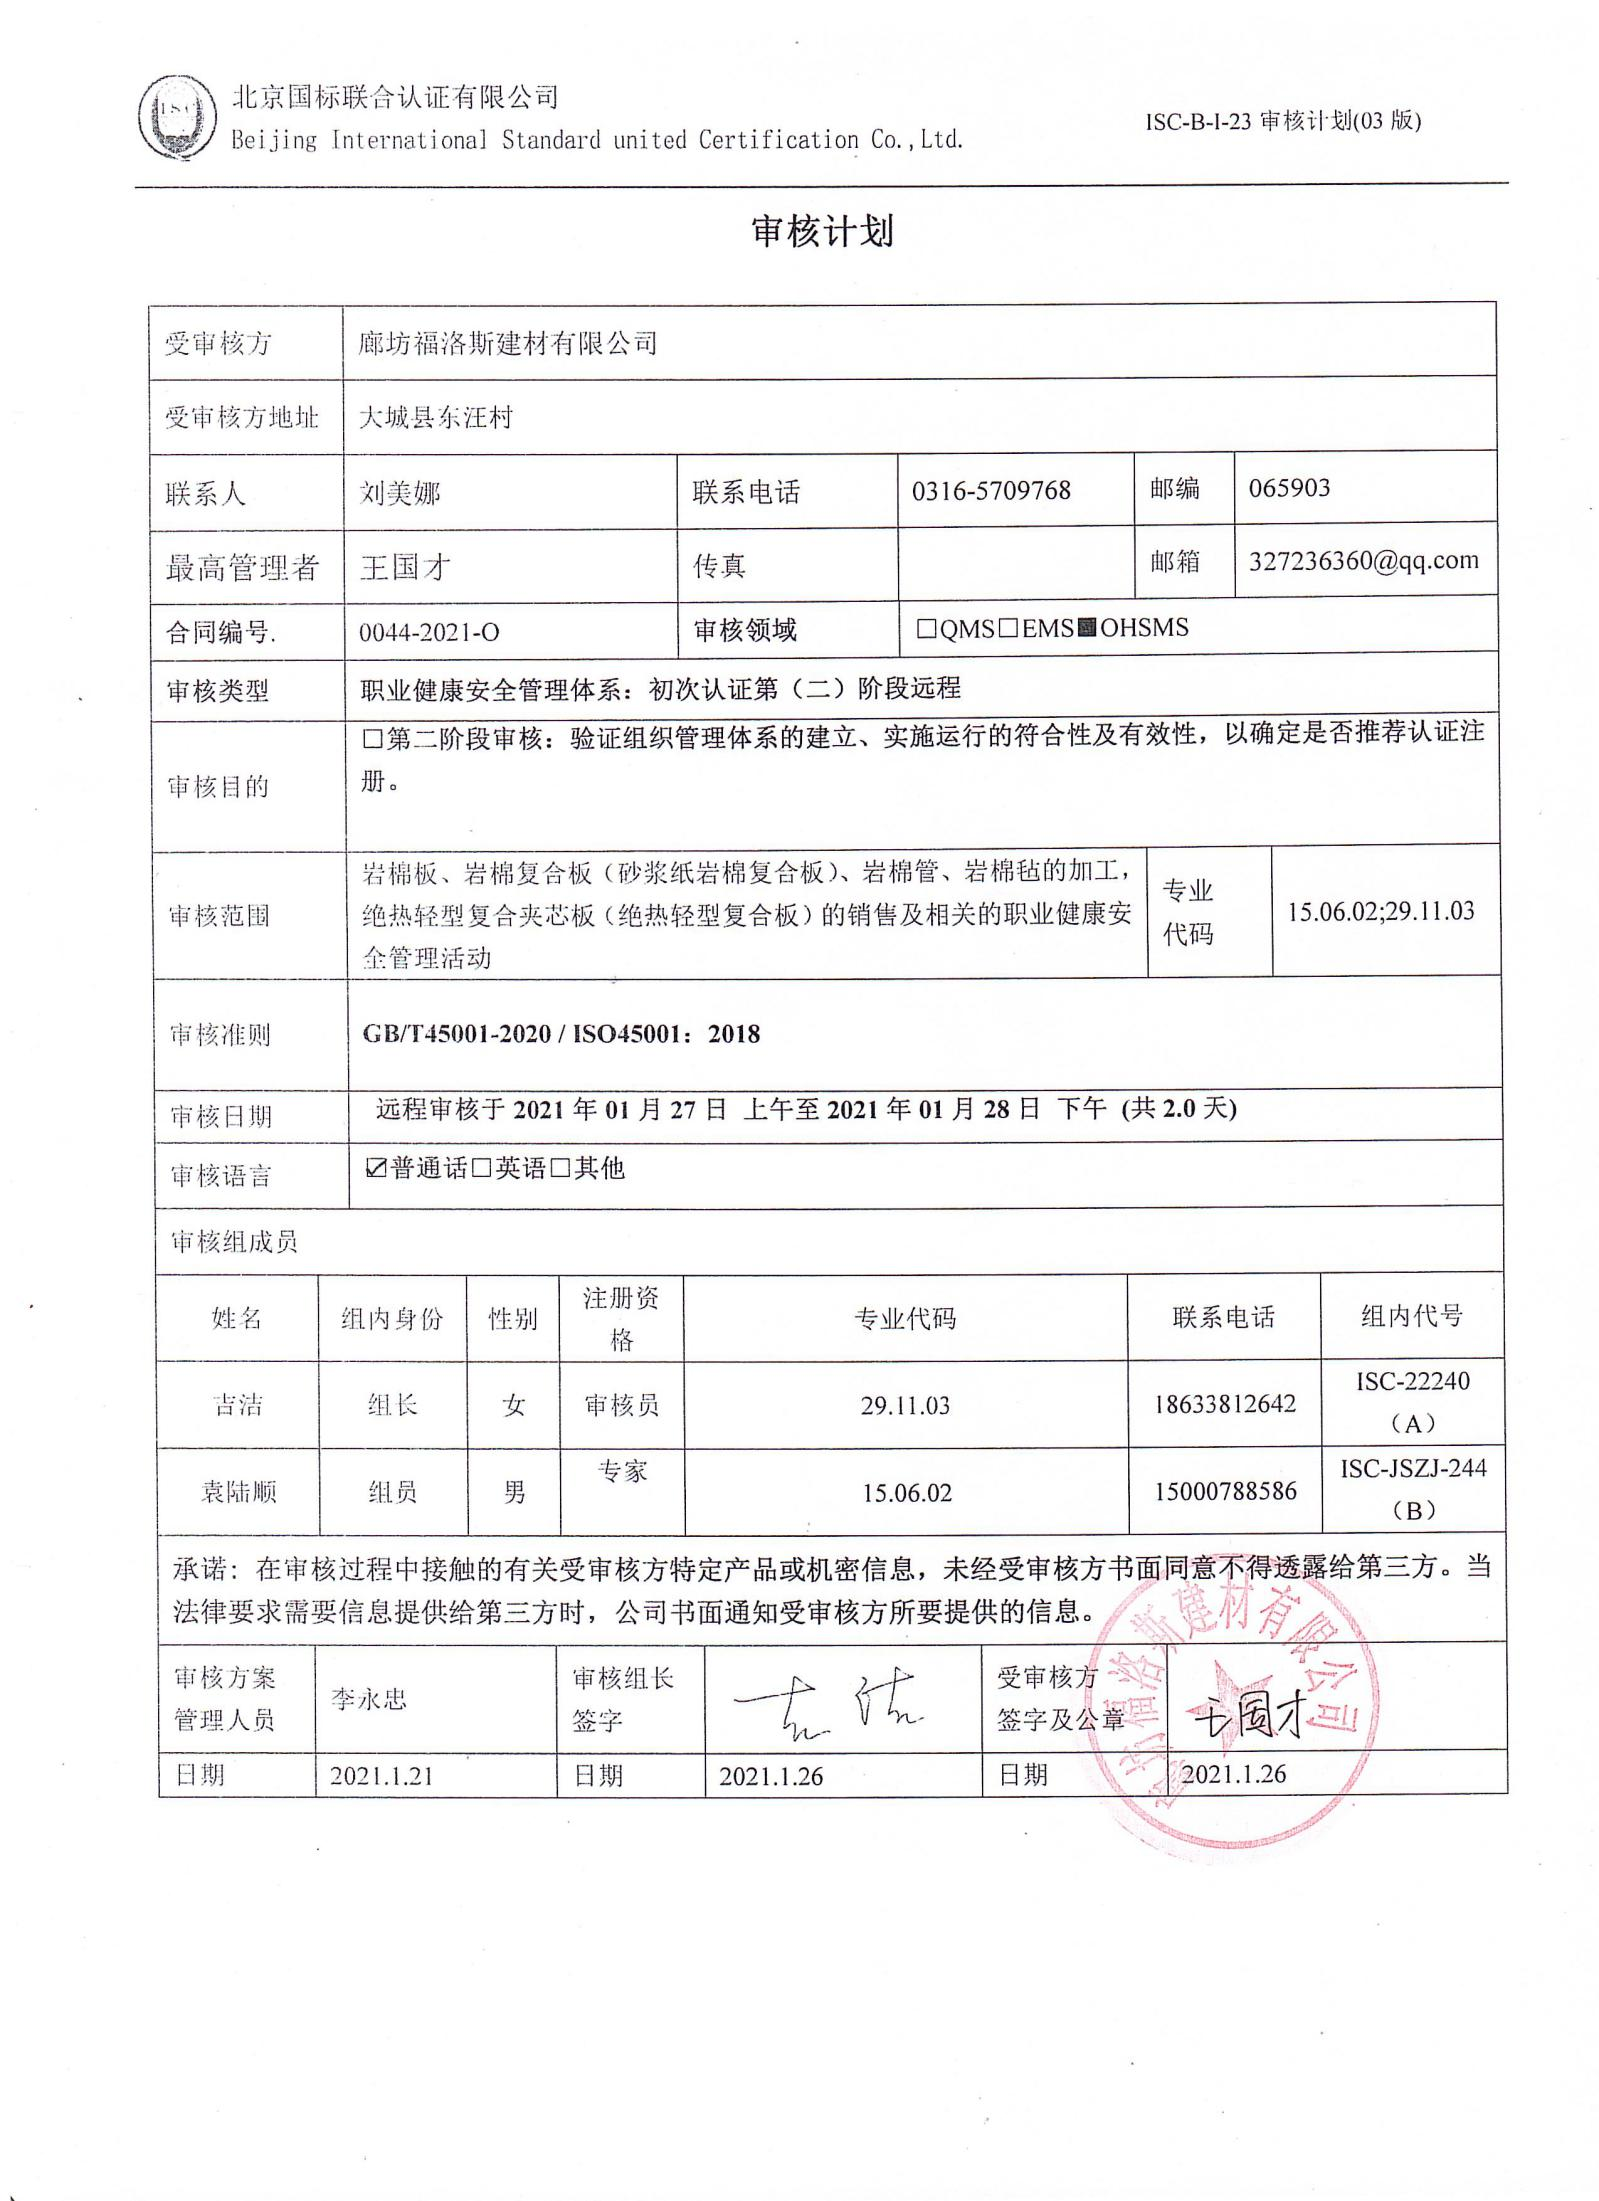 ISC
北京国标联合认证有限公司
Beijing International Standard united Certification Co.,Ltd.
ISC-B-I-23 审核计划(03 版)
审核计划
受审核方 廊坊福洛斯建材有限公司
受审核方地址 大城县东汪村
联系人 刘美娜 联系电话 0316-5709768 邮编 065903
最高管理者 王国才 传真 邮箱 327236360@qq.com
合同编号. 0044-2021-O 审核领域 □QMS□EMS■OHSMS
审核类型 职业健康安全管理体系：初次认证第（二）阶段远程
审核目的 □第二阶段审核：验证组织管理体系的建立、实施运行的符合性及有效性，以确定是否推荐认证注
册。
审核范围 岩棉板、岩棉复合板（砂浆纸岩棉复合板）、岩棉管、岩棉毡的加工，
绝热轻型复合夹芯板（绝热轻型复合板）的销售及相关的职业健康安
全管理活动
专业
代码
15.06.02;29.11.03
审核准则 GB/T45001-2020 / ISO45001：2018
审核日期 远程审核于 2021 年 01 月 27 日 上午至 2021 年 01 月 28 日 下午 (共 2.0 天)
审核语言 ☑普通话□英语□其他
审核组成员
姓名 组内身份 性别 注册资
格
专业代码 联系电话 组内代号
吉洁 组长 女 审核员 29.11.03 18633812642 ISC-22240
（A）
袁陆顺 组员 男 专家 15.06.02 15000788586 ISC-JSZJ-244
（B）
承诺：在审核过程中接触的有关受审核方特定产品或机密信息，未经受审核方书面同意不得透露给第三方。当
法律要求需要信息提供给第三方时，公司书面通知受审核方所要提供的信息。
审核方案
管理人员
李永忠
审核组长
签字
吉洁
受审核方
签字及公章
王国才
廊坊福洛斯建材有限公司
日期 2021.1.21 日期 2021.1.26 日期 2021.1.26